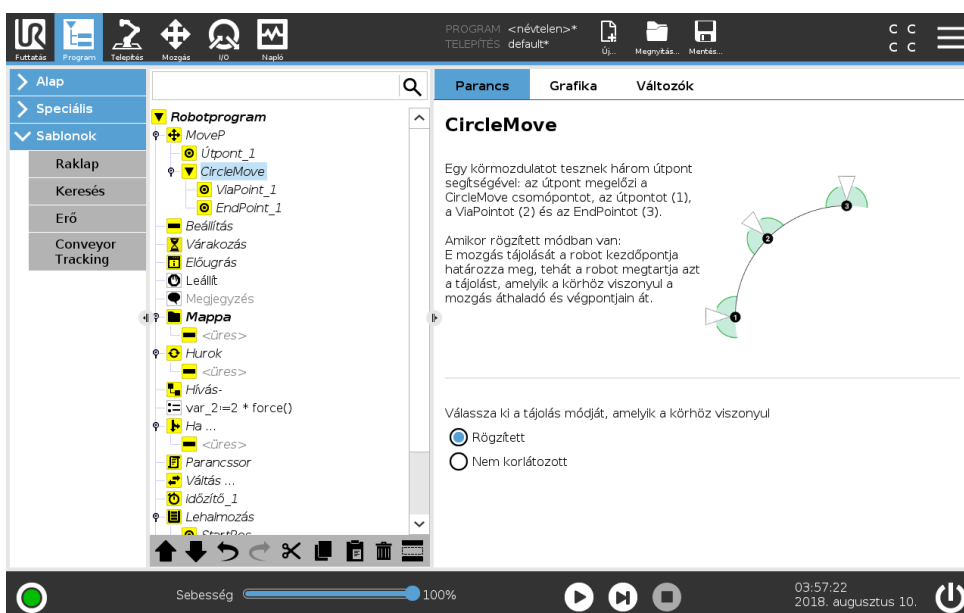 UR
Futtatás
Program
Telepítés
Mozgás
I/O
Napló
PROGRAM <névtelen>*
TELEPÍTÉS default*
Új...
Megnyitás...
Mentés...
C C
C C
Alap
Speciális
Sablonok
Raklap
Keresés
Erő
Conveyor
Tracking
Robotprogram
MoveP
Útpont_1
CircleMove
ViaPoint_1
EndPoint_1
Beállítás
Várakozás
Előugrás
Leállít
Megjegyzés
Mappa
<üres>
Hurok
<üres>
Hívás-
var_2:=2 * force()
Ha ...
<üres>
Parancssor
Váltás ...
időzítő_1
Lehalmozás
StartPos
Parancs
Grafika
Változók
CircleMove
Egy körmozdulatot tesznek három útpont
segítségével: az útpont megelőzi a
CircleMove csomópontot, az útpontot (1),
a ViaPointot (2) és az EndPointot (3).
Amikor rögzített módban van:
E mozgás tájolását a robot kezdőpontja
határozza meg, tehát a robot megtartja azt
a tájolást, amelyik a körhöz viszonyul a
mozgás áthaladó és végpontjain át.
3
2
1
Válassza ki a tájolás módját, amelyik a körhöz viszonyul
Rögzített
Nem korlátozott
Sebesség
100%
03:57:22
2018. augusztus 10.